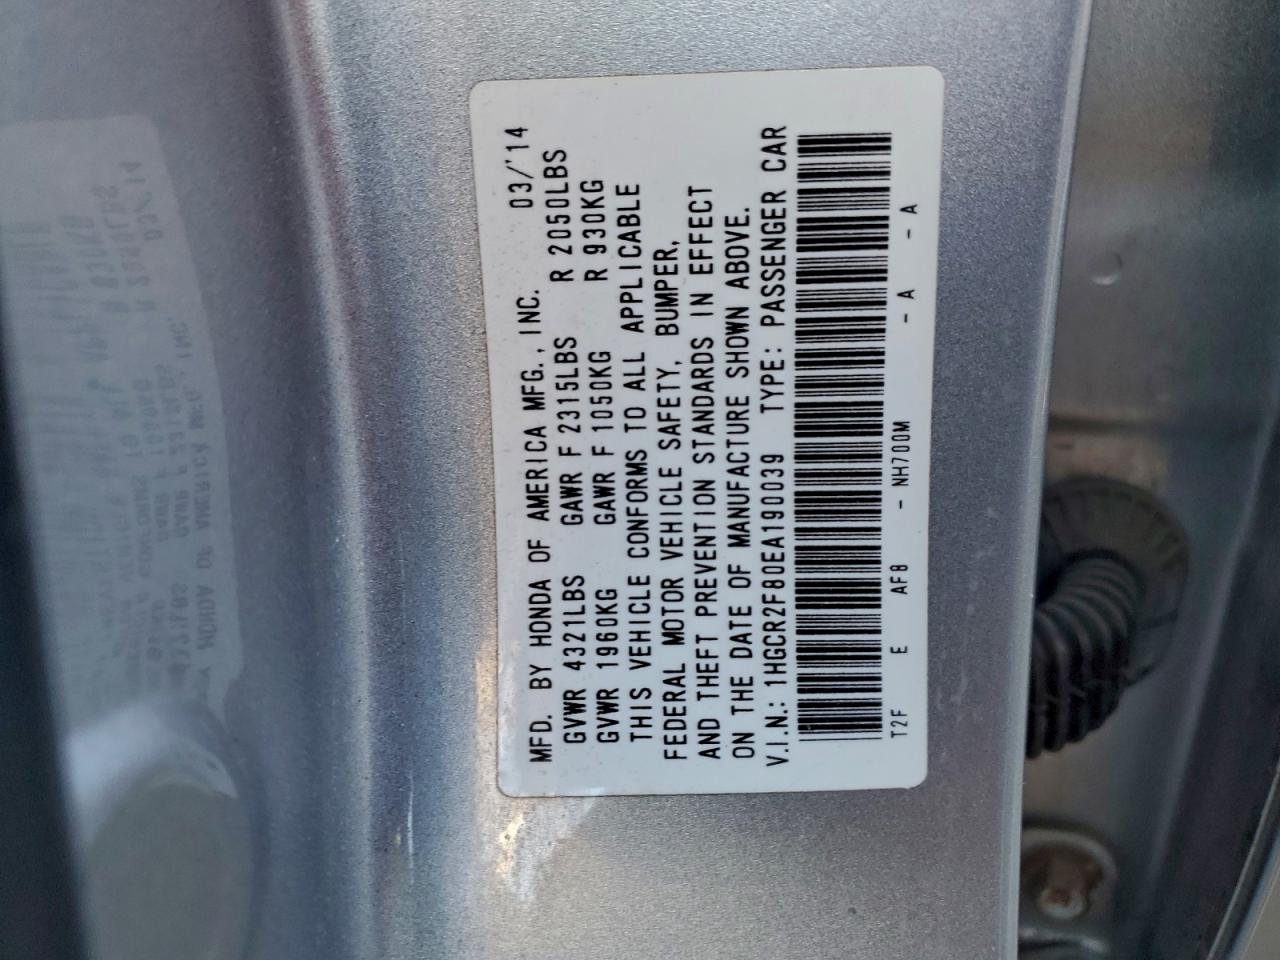 MFD. BY HONDA OF AMERICA MFG., INC. 03/'14
GVWR 4321LBS GAWR F 2315LBS R 2050LBS
GVWR 1960KG GAWR F 1050KG R 930KG
THIS VEHICLE CONFORMS TO ALL APPLICABLE
FEDERAL MOTOR VEHICLE SAFETY, BUMPER,
AND THEFT PREVENTION STANDARDS IN EFFECT
ON THE DATE OF MANUFACTURE SHOWN ABOVE.
V.I.N.: 1HGCR2F80EA190039 TYPE: PASSENGER CAR
T2F E AF8 - NH700M - A - A